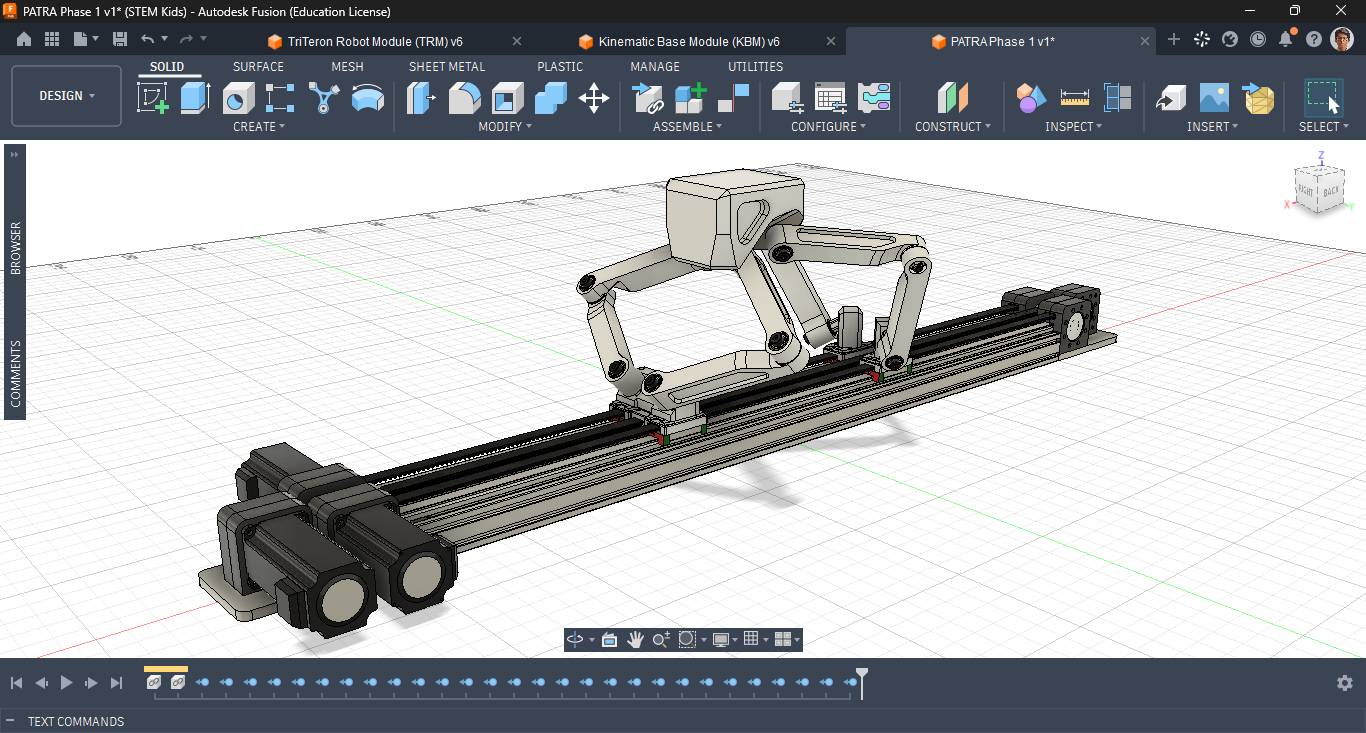 PATRA Phase 1 v1* (STEM Kids) - Autodesk Fusion (Education License)
TriTeron Robot Module (TRM) v6
Kinematic Base Module (KBM) v6
PATRA Phase 1 v1*
SOLID SURFACE MESH SHEET METAL PLASTIC MANAGE UTILITIES
DESIGN
CREATE MODIFY ASSEMBLE CONFIGURE CONSTRUCT INSPECT INSERT SELECT
BROWSER
COMMENTS
Z
RIGHT BACK
X Y
TEXT COMMANDS